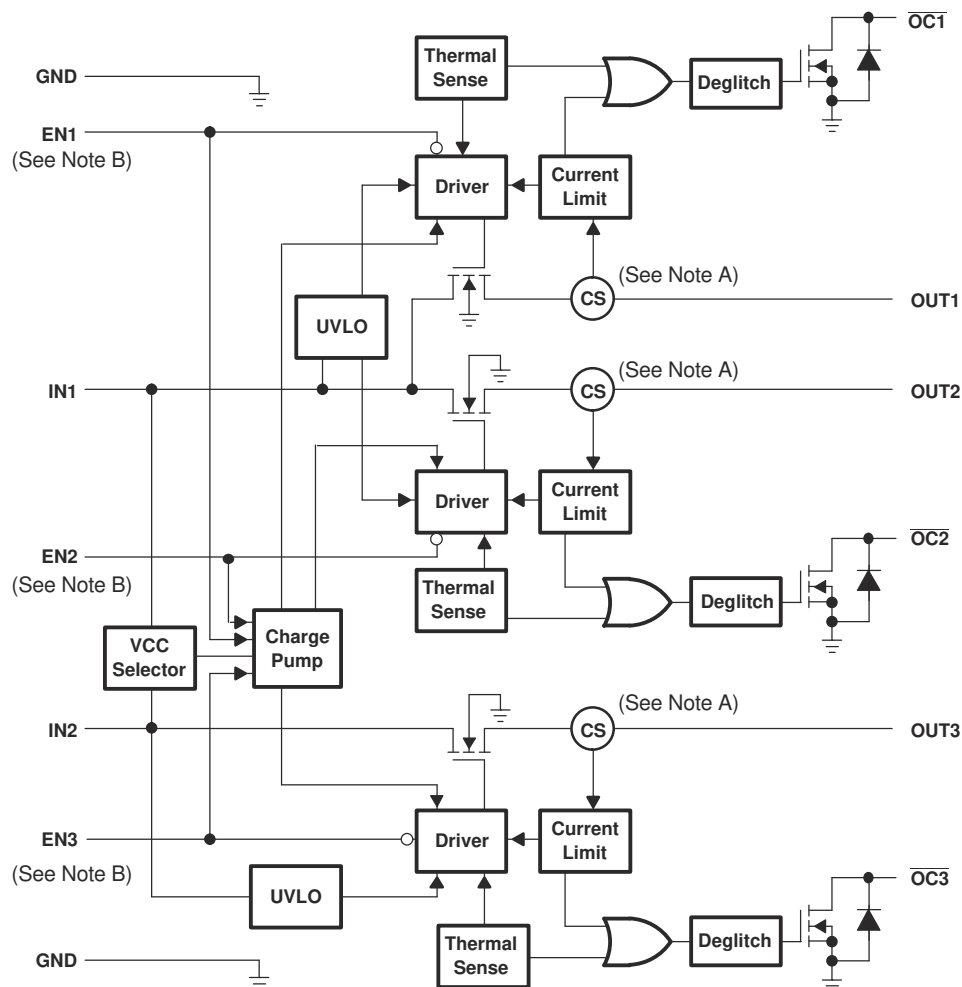 OC1
Thermal
Sense
GND
Deglitch
EN1
(See Note B)
Driver
Current
Limit
(See Note A)
CS
OUT1
UVLO
(See Note A)
IN1
CS
OUT2
Driver
Current
Limit
EN2
(See Note B)
OC2
Thermal
Sense
Deglitch
VCC
Selector
Charge
Pump
(See Note A)
IN2
CS
OUT3
EN3
(See Note B)
Driver
Current
Limit
UVLO
OC3
Thermal
Sense
Deglitch
GND